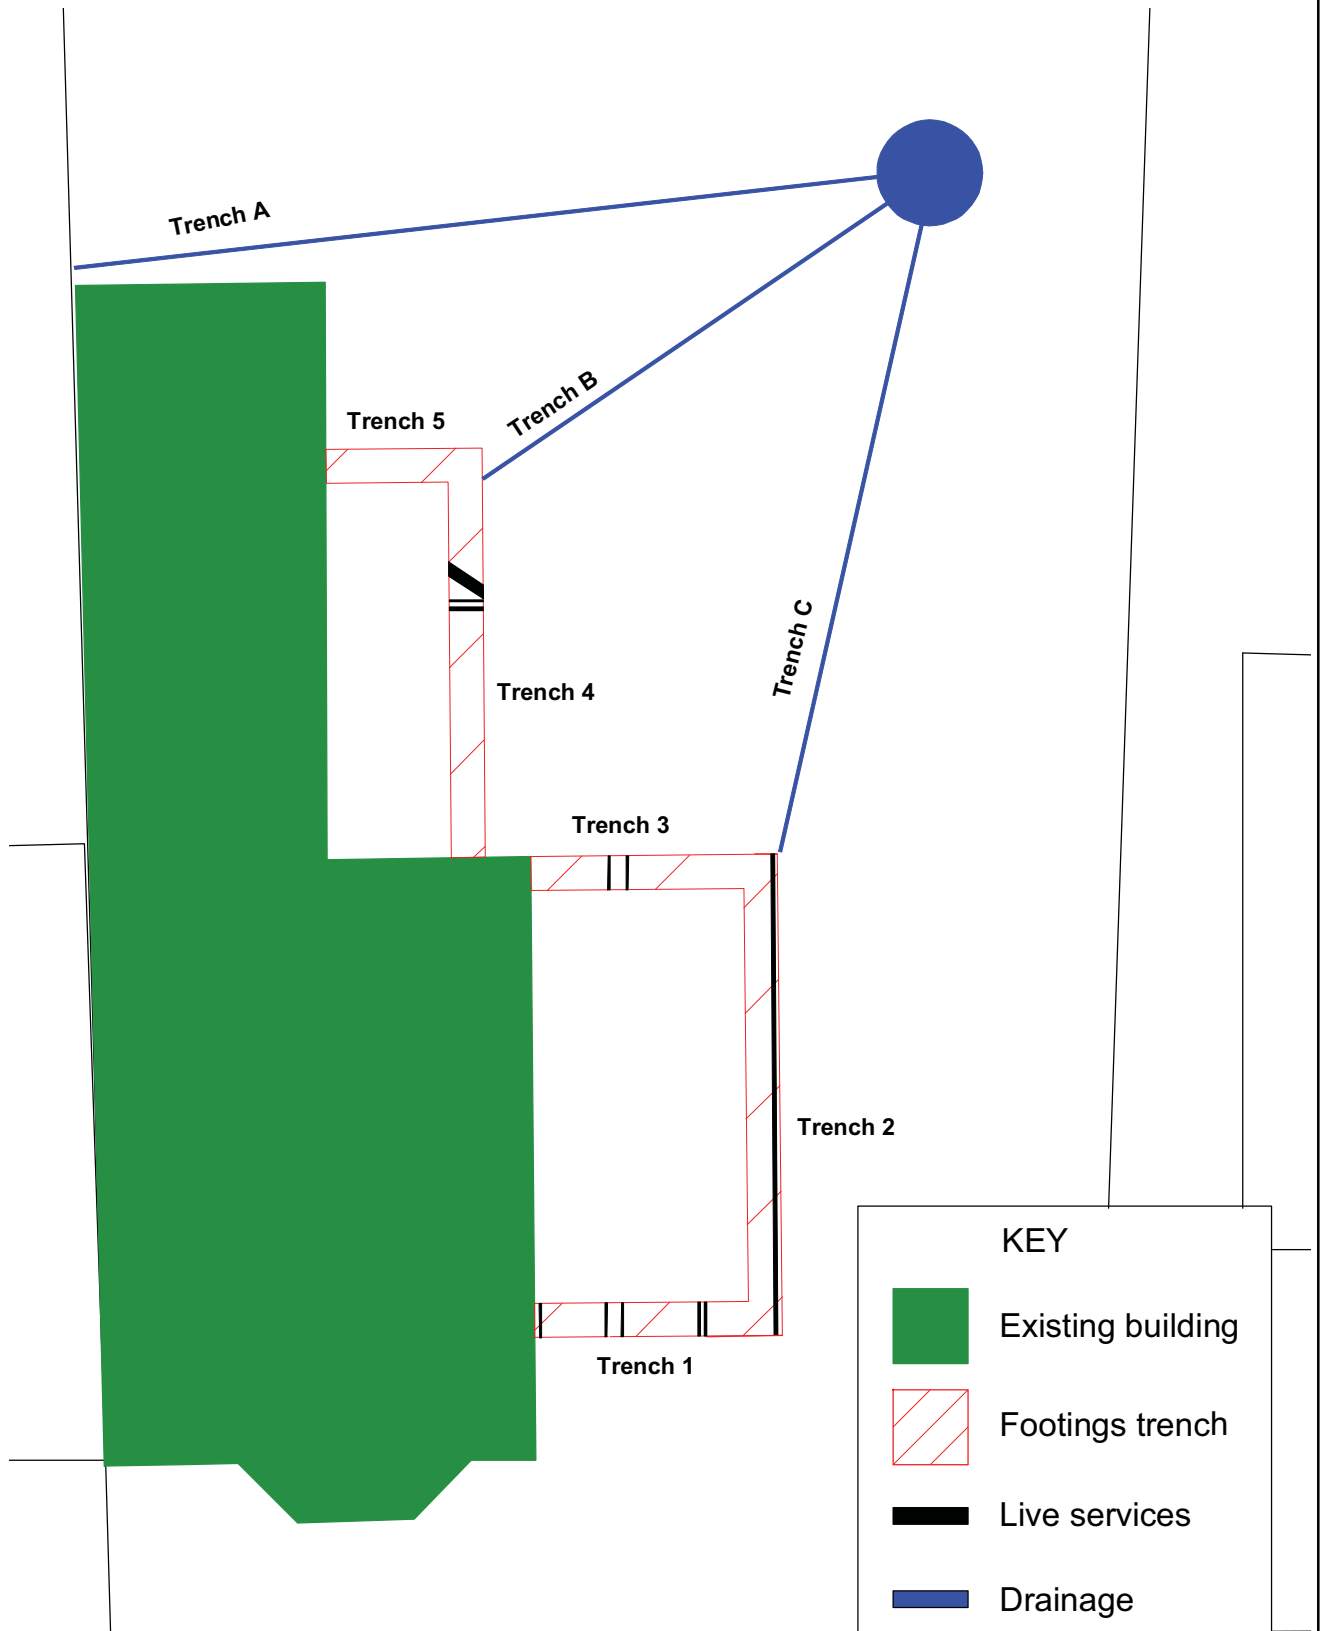 Trench A
Trench B
Trench 5
Trench C
Trench 4
Trench 3
Trench 2
Trench 1
KEY
Existing building
Footings trench
Live services
Drainage